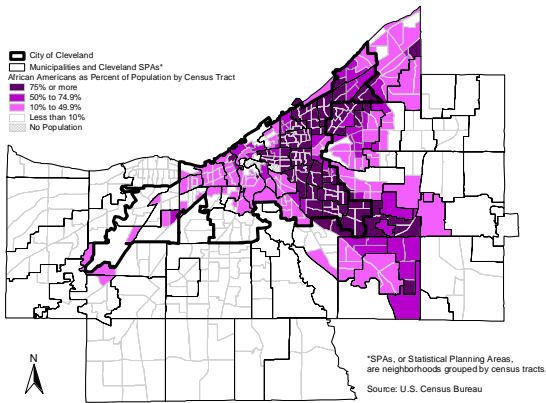 City of Cleveland
Municipalities and Cleveland SPAs*
African Americans as Percent of Population by Census Tract
75% or more
50% to 74.9%
10% to 49.9%
Less than 10%
No Population
N
*SPAs, or Statistical Planning Areas,
are neighborhoods grouped by census tracts.
Source: U.S. Census Bureau